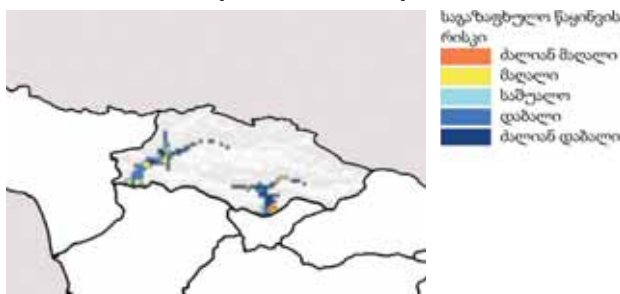 საგაზაფხულო წაყინვის
რისკი
ძალიან მაღალი
მაღალი
საშუალო
დაბალი
ძალიან დაბალი